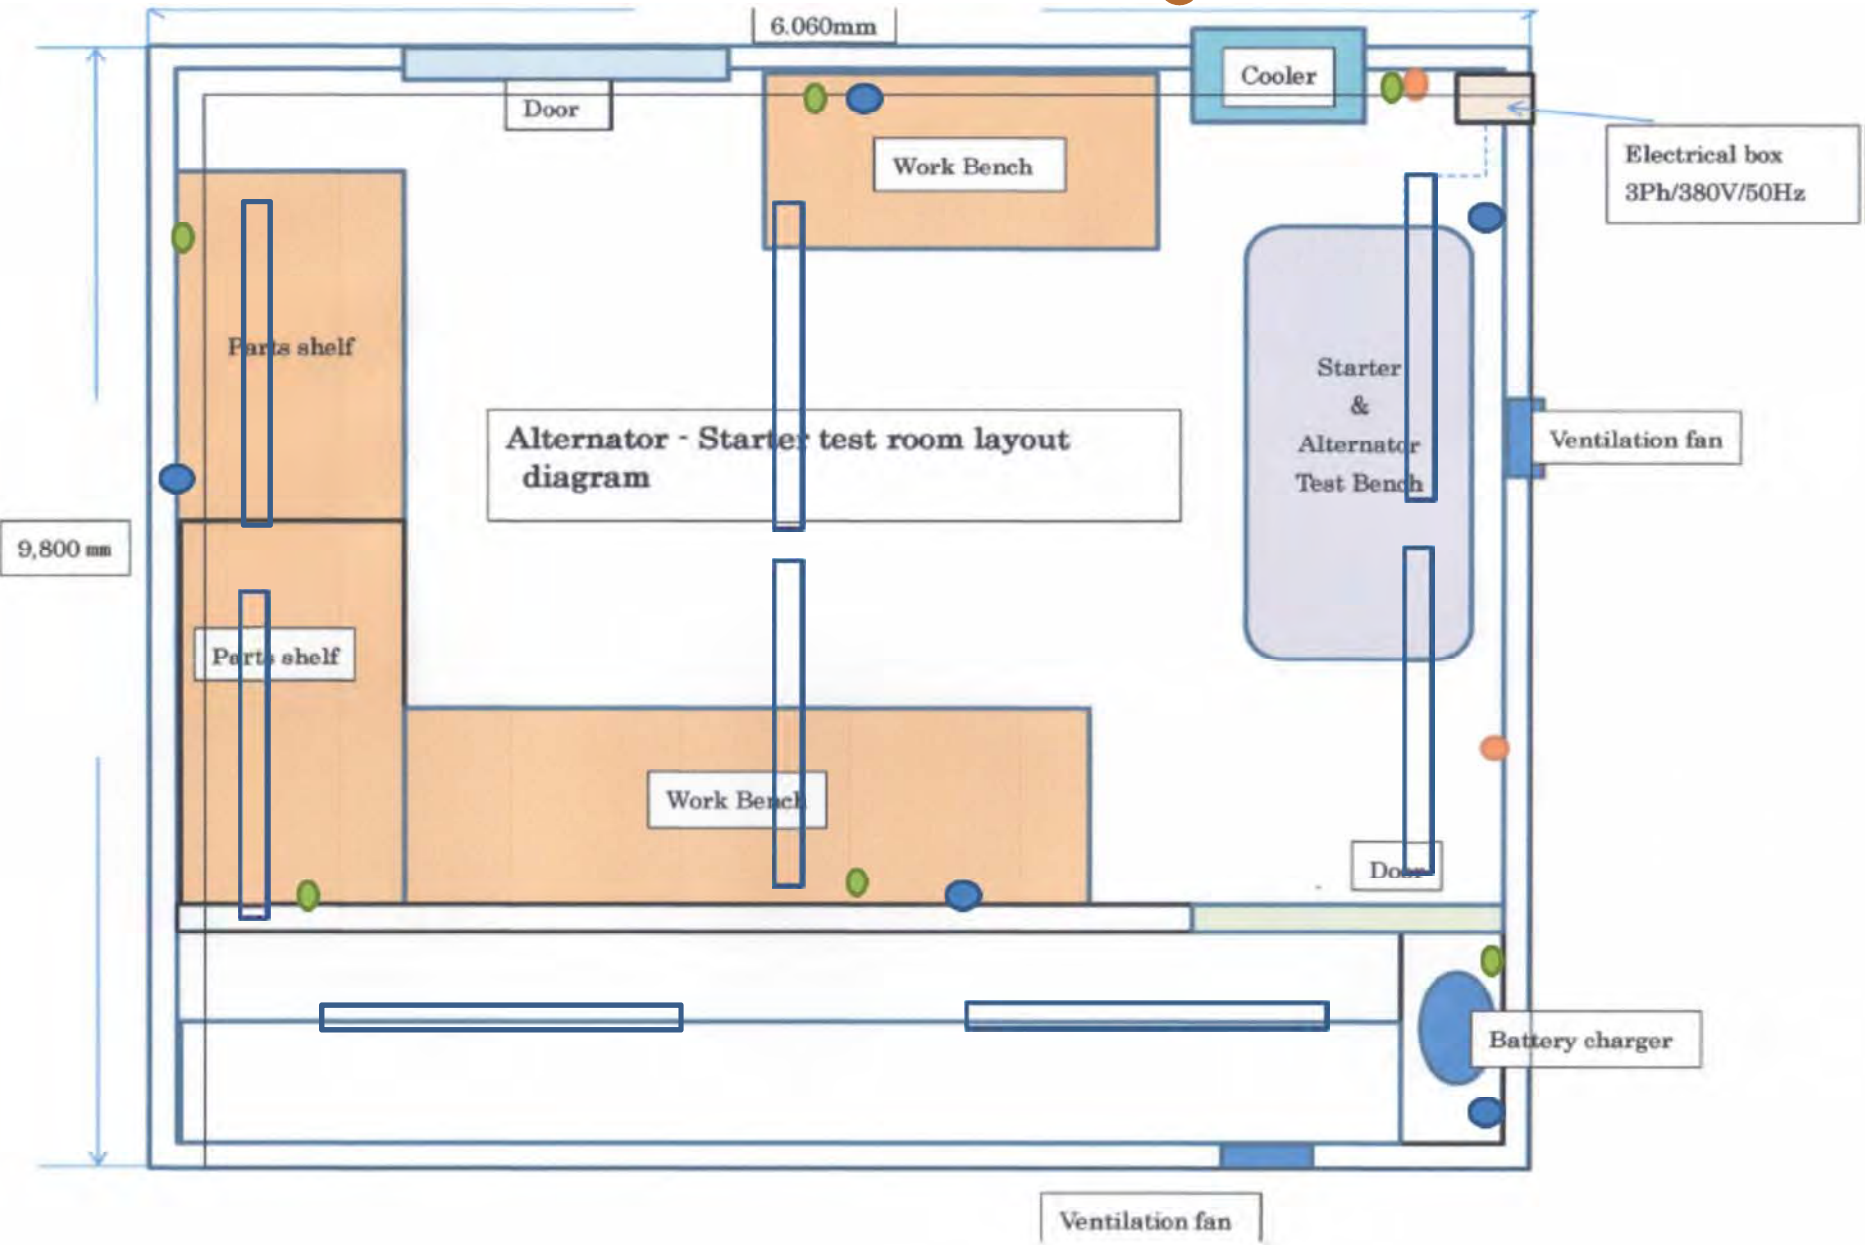 6.060mm
Cooler
Door
Work Bench
Electrical box
3Ph/380V/50Hz
Parts shelf
Starter
&
Alternator
Test Bench
Alternator - Starter test room layout
diagram
Ventilation fan
9,800 mm
Parts shelf
Work Bench
Door
Battery charger
Ventilation fan